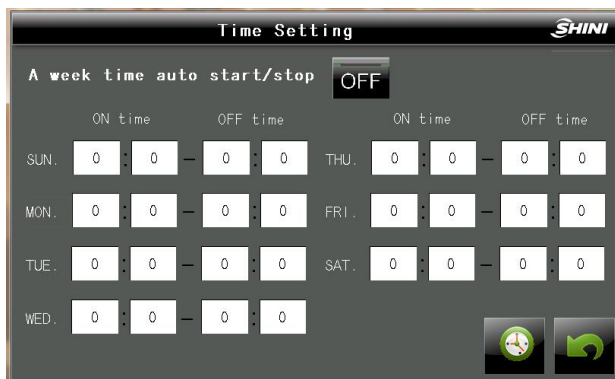 Time Setting
SHINI
A week time auto start/stop OFF
ON time OFF time ON time OFF time
SUN. 0 : 0 — 0 : 0 THU. 0 : 0 — 0 : 0
MON. 0 : 0 — 0 : 0 FRI. 0 : 0 — 0 : 0
TUE. 0 : 0 — 0 : 0 SAT. 0 : 0 — 0 : 0
WED. 0 : 0 — 0 : 0